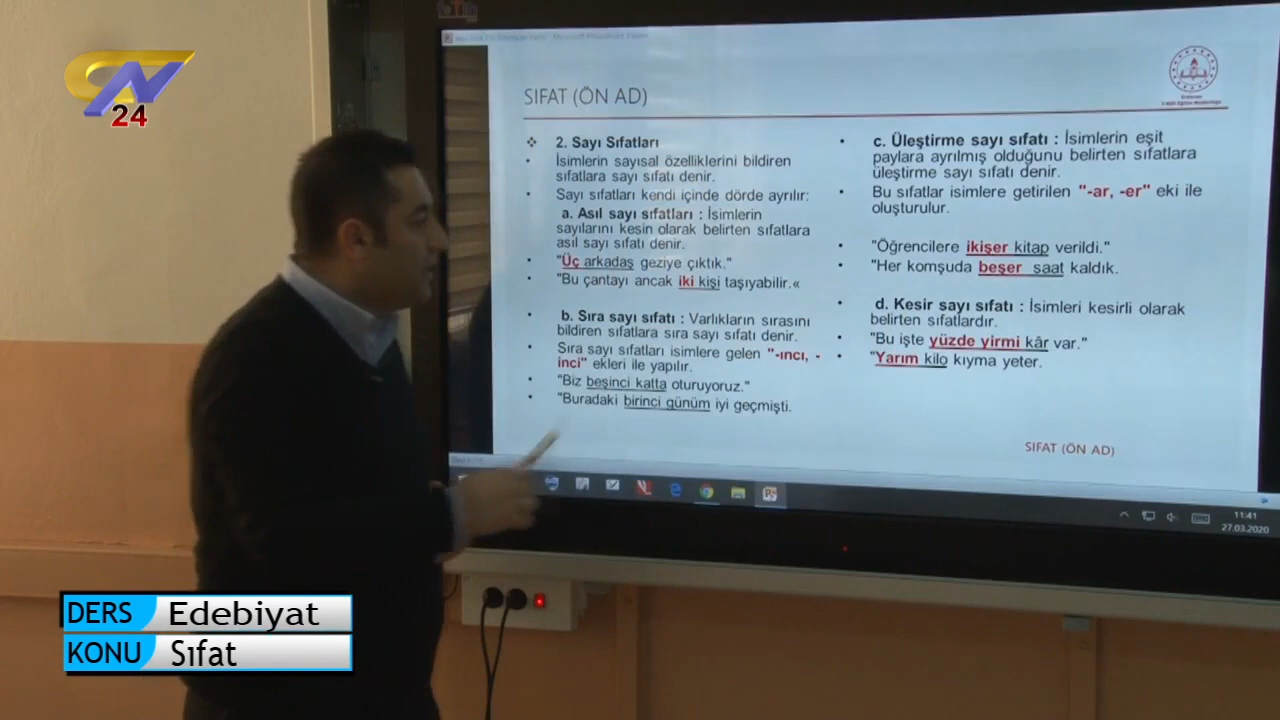 24
SIFAT (ÖN AD)
2. Sayı Sıfatları
İsimlerin sayısal özelliklerini bildiren
sıfatlara sayı sıfatı denir.
Sayı sıfatları kendi içinde dörde ayrılır:
a. Asıl sayı sıfatları : İsimlerin
sayılarını kesin olarak belirten sıfatlara
asıl sayı sıfatı denir.
"Üç arkadaş geziye çıktık."
"Bu çantayı ancak iki kişi taşıyabilir.«
b. Sıra sayı sıfatı : Varlıkların sırasını
bildiren sıfatlara sıra sayı sıfatı denir.
Sıra sayı sıfatları isimlere gelen "-ıncı, -
inci" ekleri ile yapılır.
"Biz beşinci katta oturuyoruz."
"Buradaki birinci günüm iyi geçmişti.
c. Üleştirme sayı sıfatı : İsimlerin eşit
paylara ayrılmış olduğunu belirten sıfatlara
üleştirme sayı sıfatı denir.
Bu sıfatlar isimlere getirilen "-ar, -er" eki ile
oluşturulur.
"Öğrencilere ikişer kitap verildi."
"Her komşuda beşer saat kaldık.
d. Kesir sayı sıfatı : İsimleri kesirli olarak
belirten sıfatlardır.
"Bu işte yüzde yirmi kâr var."
"Yarım kilo kıyma yeter.
SIFAT (ÖN AD)
11:41
27.03.2020
DERS Edebiyat
KONU Sıfat